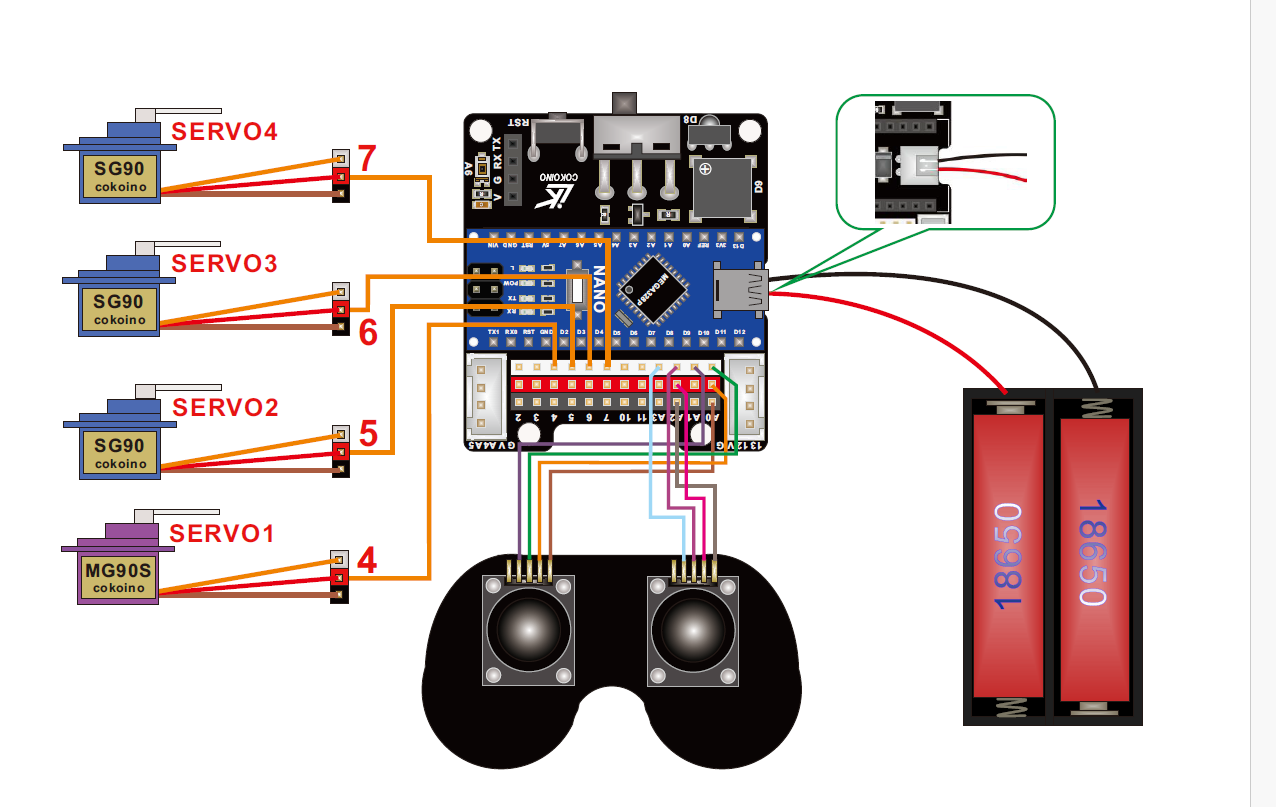 SERVO4
SG90
cokoino
7
SERVO3
SG90
cokoino
6
SERVO2
SG90
cokoino
5
SERVO1
MG90S
cokoino
4
RST
D8
A6
V G RX TX
COKOINO
D9
VIN GND RST 5V A7 A6 A5 A4 A3 A2 A1 A0 REF 3V3 D13
L
POW
TX
RX
NANO
MEGA328P
TX1 RX0 RST GND D2 D3 D4 D5 D6 D7 D8 D9 D10 D11 D12
2 3 4 5 6 7 10 11 A3 A2 A1 A0
G V A4 A5
13 12 V G
18650
18650